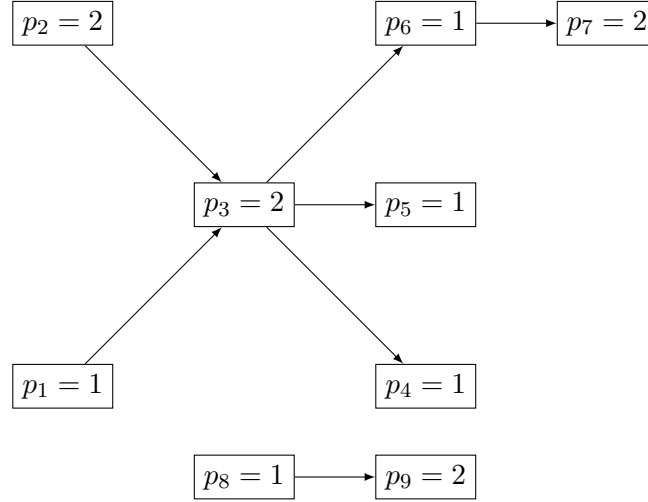 p₂ = 2
p₆ = 1
p₇ = 2
p₃ = 2
p₅ = 1
p₁ = 1
p₄ = 1
p₈ = 1
p₉ = 2